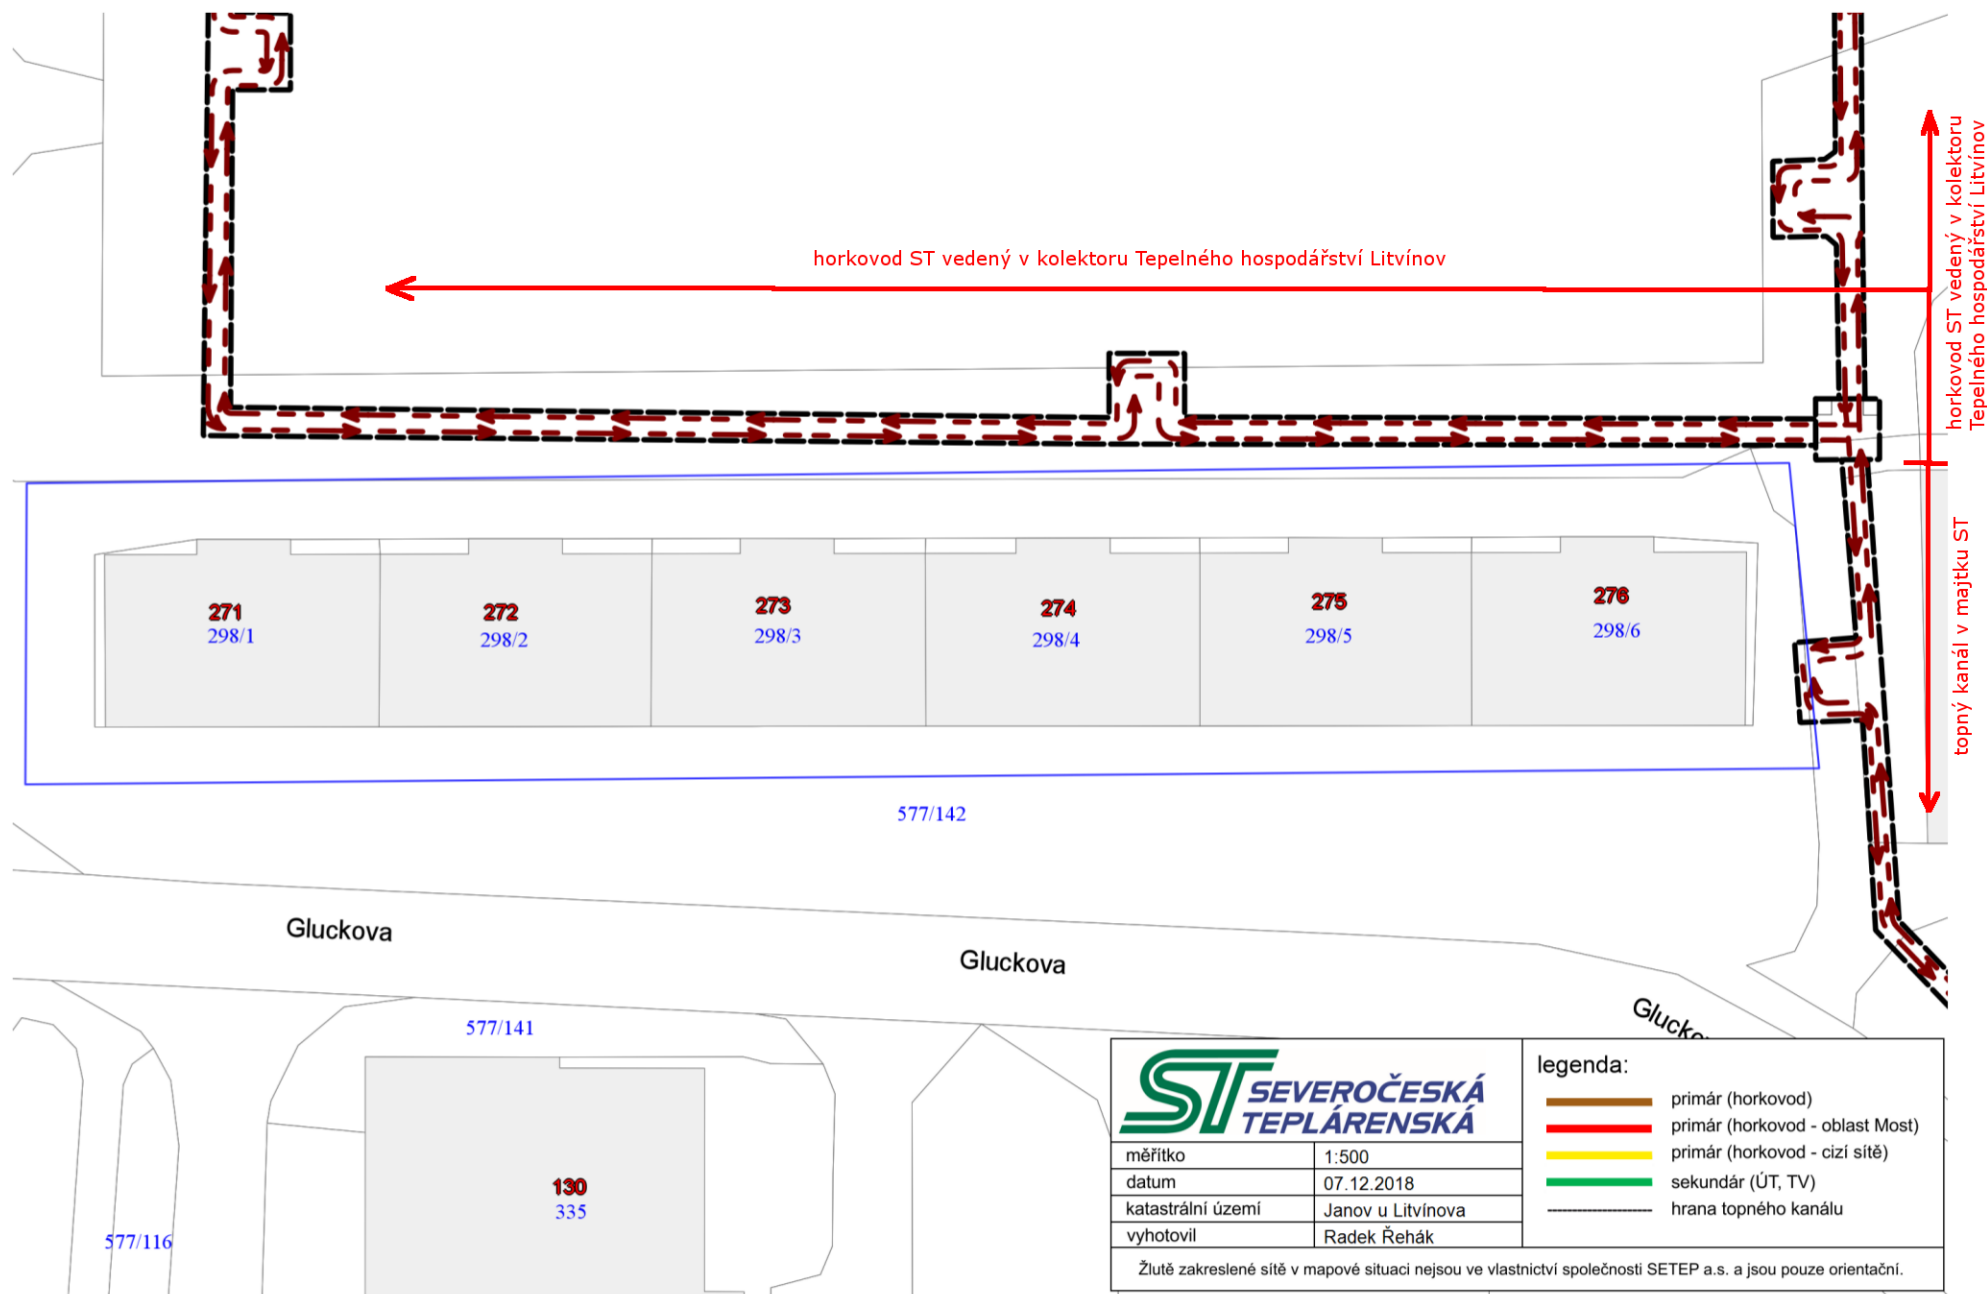 horkovod ST vedený v kolektoru
Tepelného hospodářství Litvínov
horkovod ST vedený v kolektoru Tepelného hospodářství Litvínov
topný kanál v majtku ST
271
298/1
272
298/2
273
298/3
274
298/4
275
298/5
276
298/6
577/142
Gluckova
Gluckova
577/141
130
335
577/116
ST SEVEROČESKÁ
TEPLÁRENSKÁ
měřítko 1:500
datum 07.12.2018
katastrální území Janov u Litvínova
vyhotovil Radek Řehák
legenda:
primár (horkovod)
primár (horkovod - oblast Most)
primár (horkovod - cizí sítě)
sekundár (ÚT, TV)
hrana topného kanálu
Žlutě zakreslené sítě v mapové situaci nejsou ve vlastnictví společnosti SETEP a.s. a jsou pouze orientační.